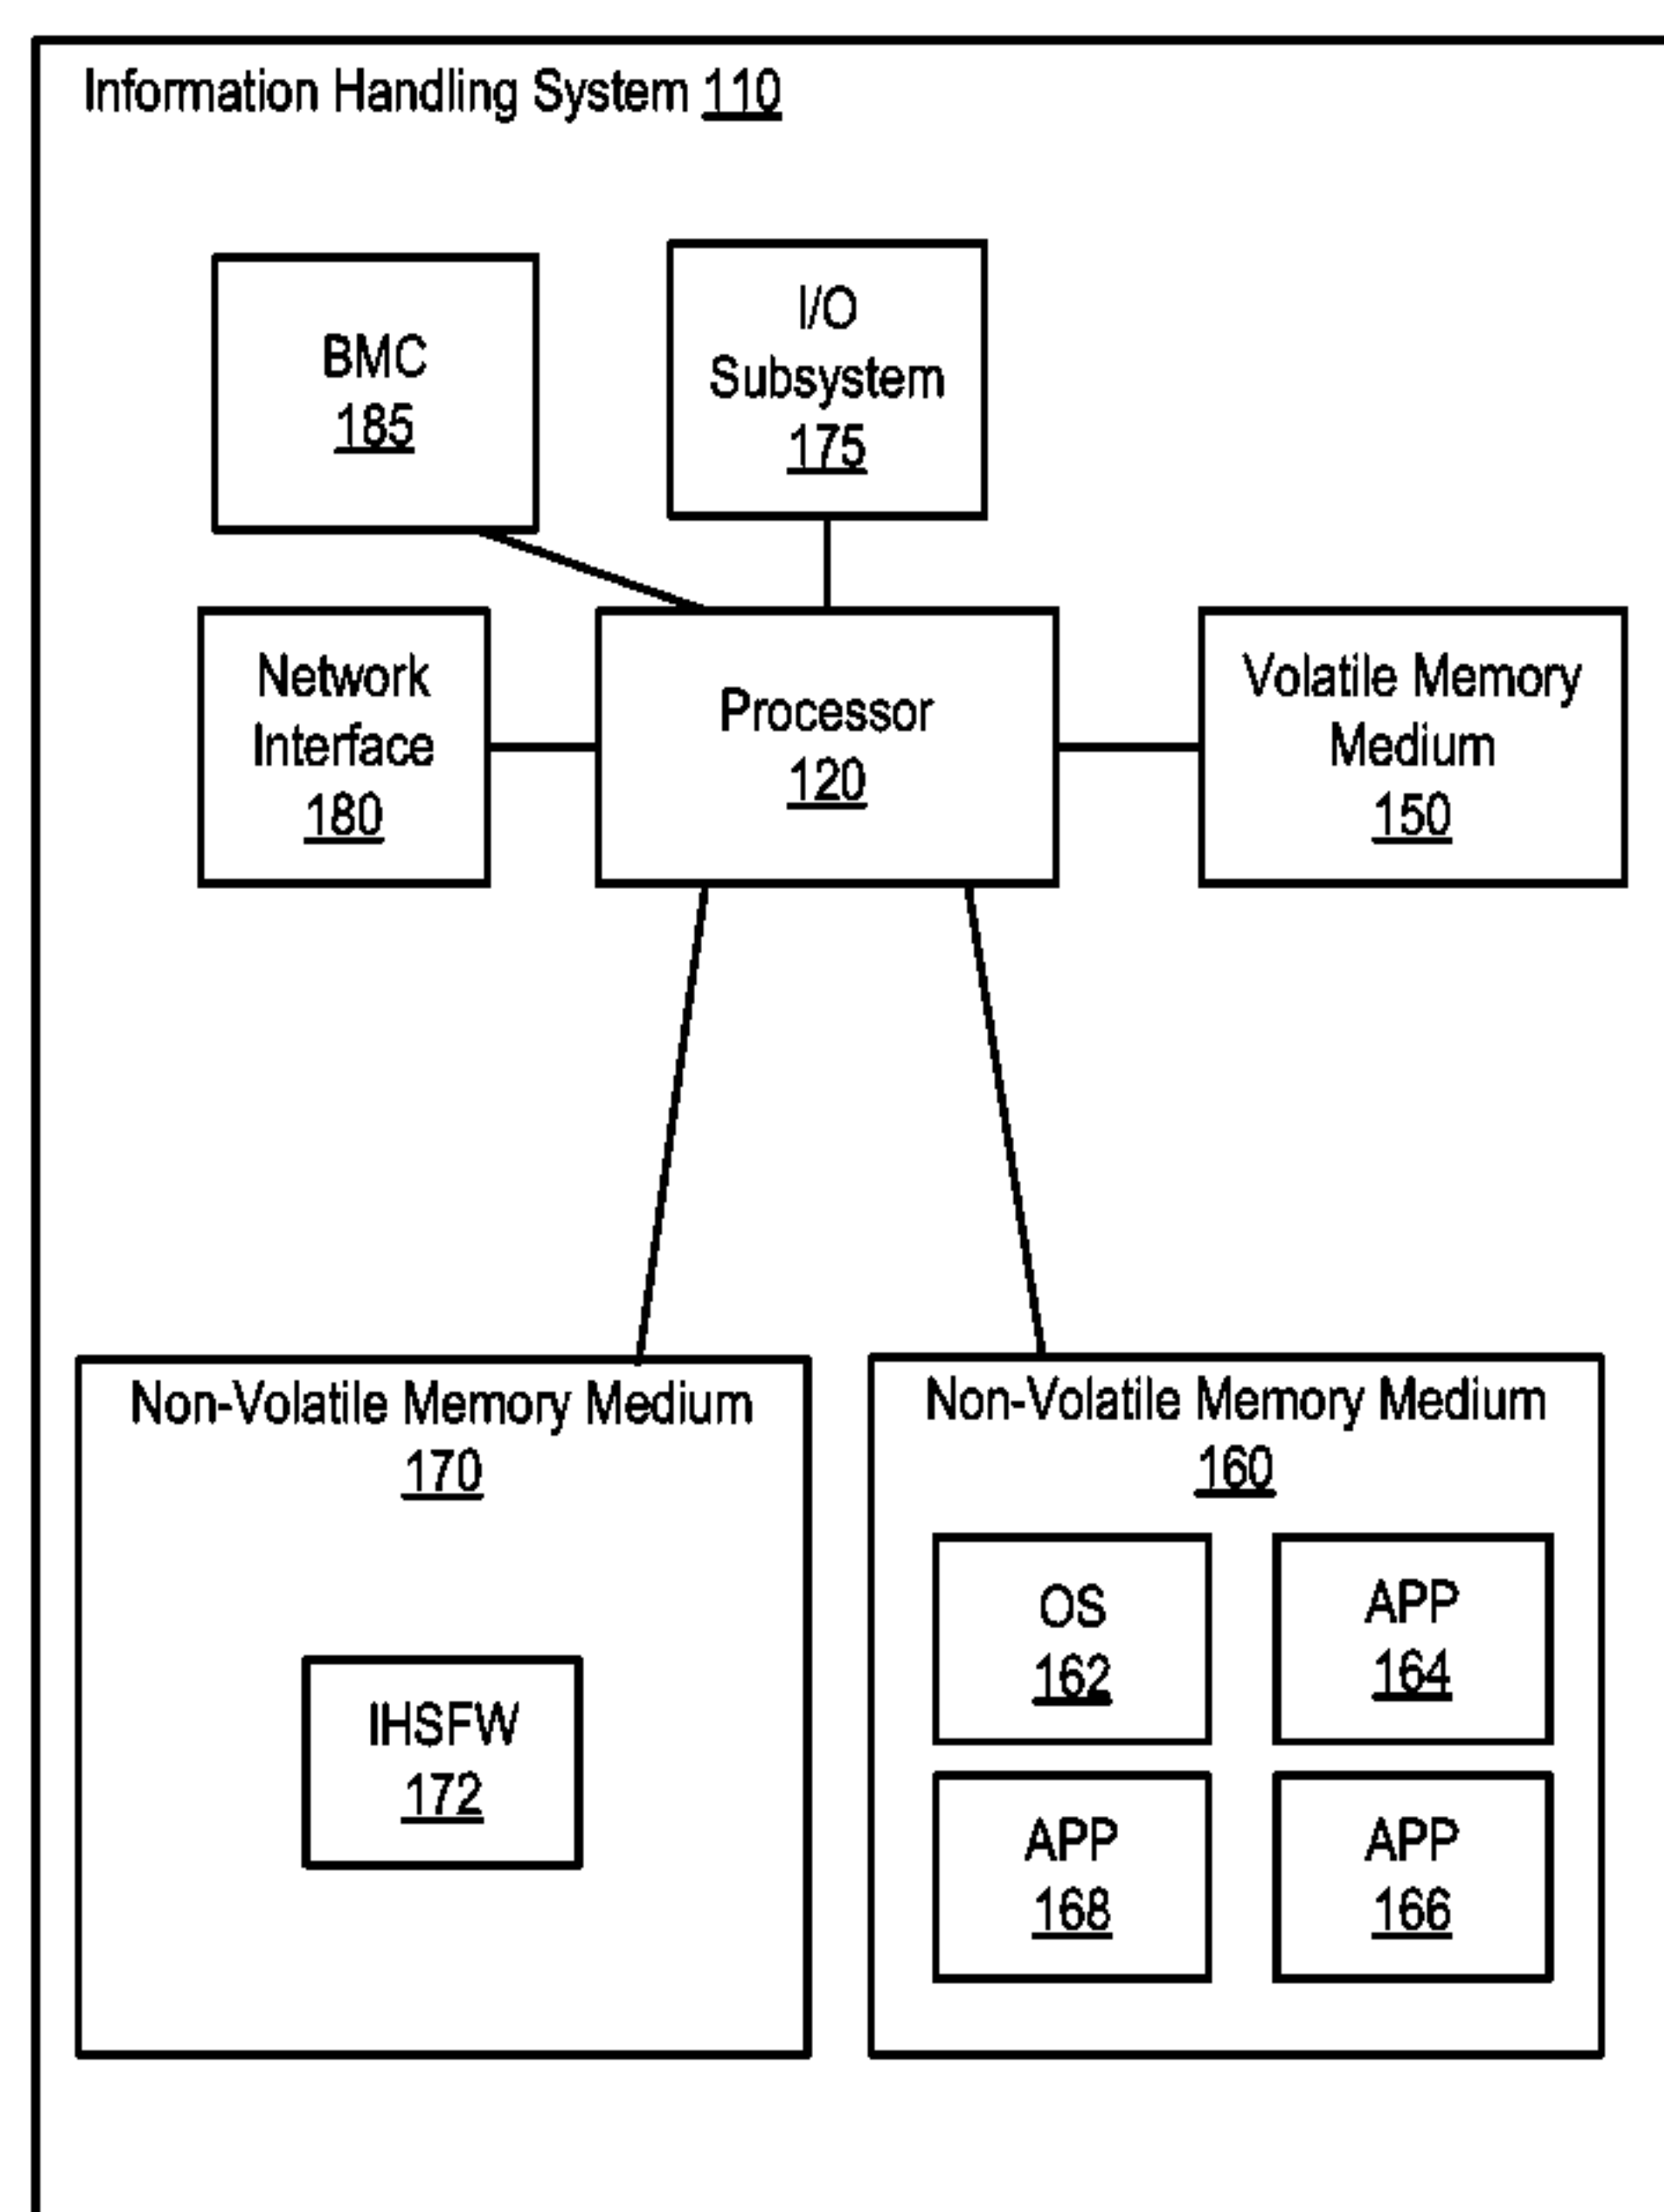 Information Handling System 110
BMC
185
I/O
Subsystem
175
Network
Interface
180
Processor
120
Volatile Memory
Medium
150
Non-Volatile Memory Medium
170
IHSFW
172
Non-Volatile Memory Medium
160
OS
162
APP
164
APP
168
APP
166